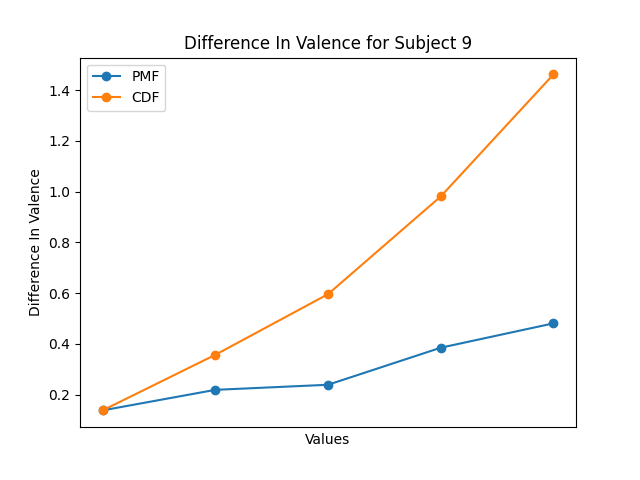 Difference In Valence for Subject 9
PMF
CDF
1.4
1.2
1.0
0.8
0.6
0.4
0.2
Difference In Valence
Values